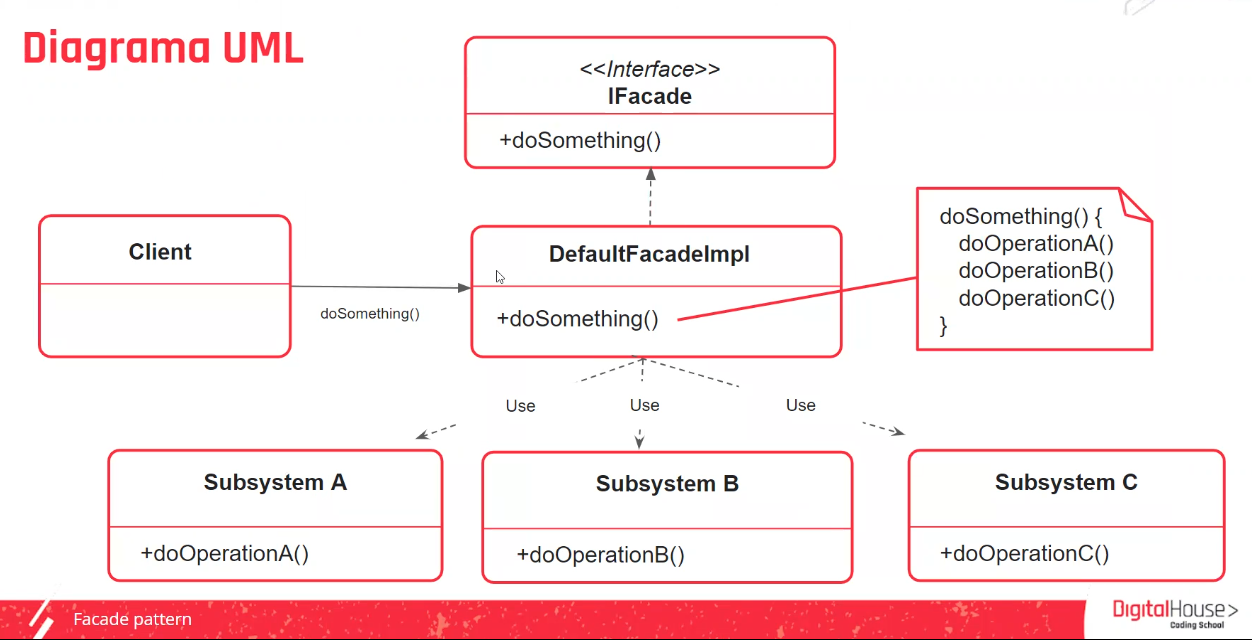 Diagrama UML
<<Interface>>
IFacade
+doSomething()
Client
doSomething()
DefaultFacadeImpl
+doSomething()
doSomething() {
doOperationA()
doOperationB()
doOperationC()
}
Use
Use
Use
Subsystem A
+doOperationA()
Subsystem B
+doOperationB()
Subsystem C
+doOperationC()
Facade pattern
DigitalHouse>
Coding School